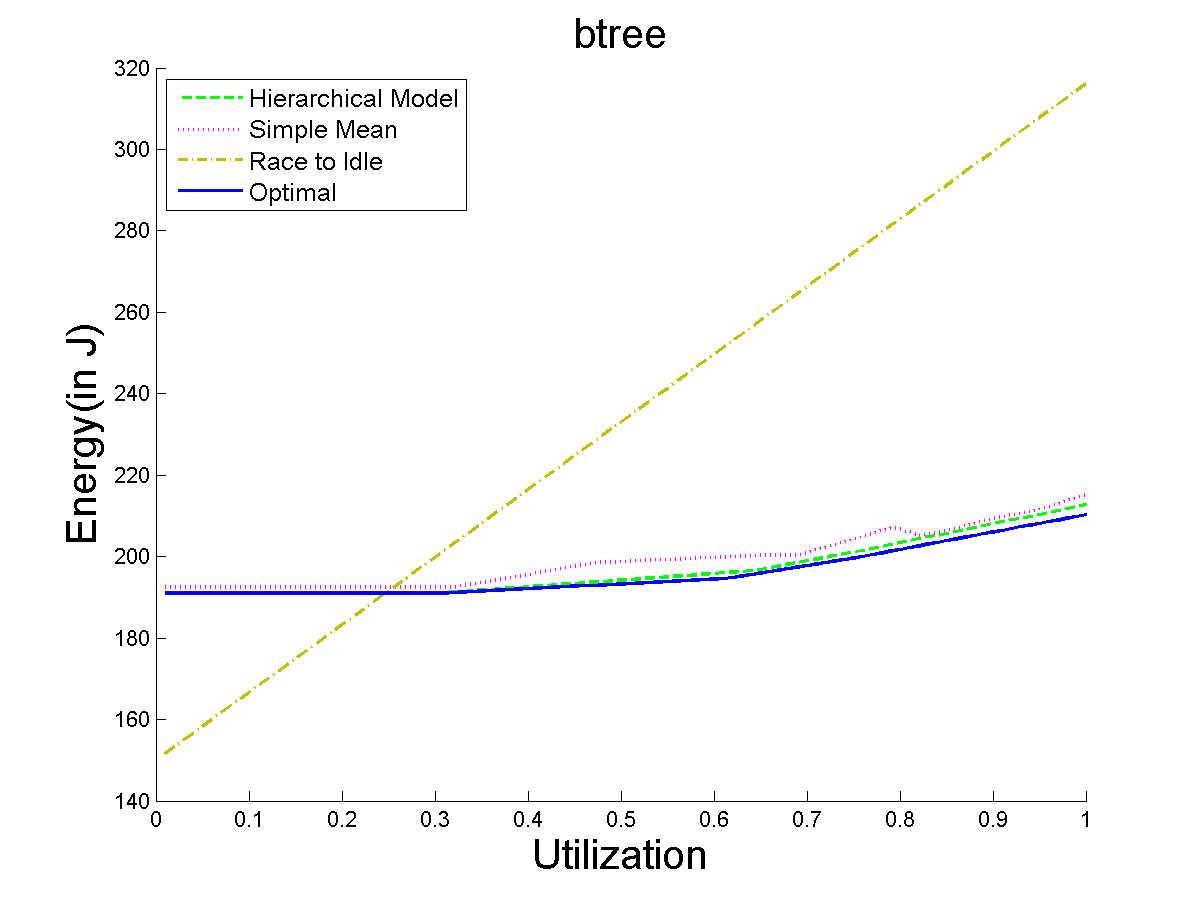 btree
320
300
280
260
240
220
200
180
160
140
Energy(in J)
Hierarchical Model
Simple Mean
Race to Idle
Optimal
0 0.1 0.2 0.3 0.4 0.5 0.6 0.7 0.8 0.9 1
Utilization